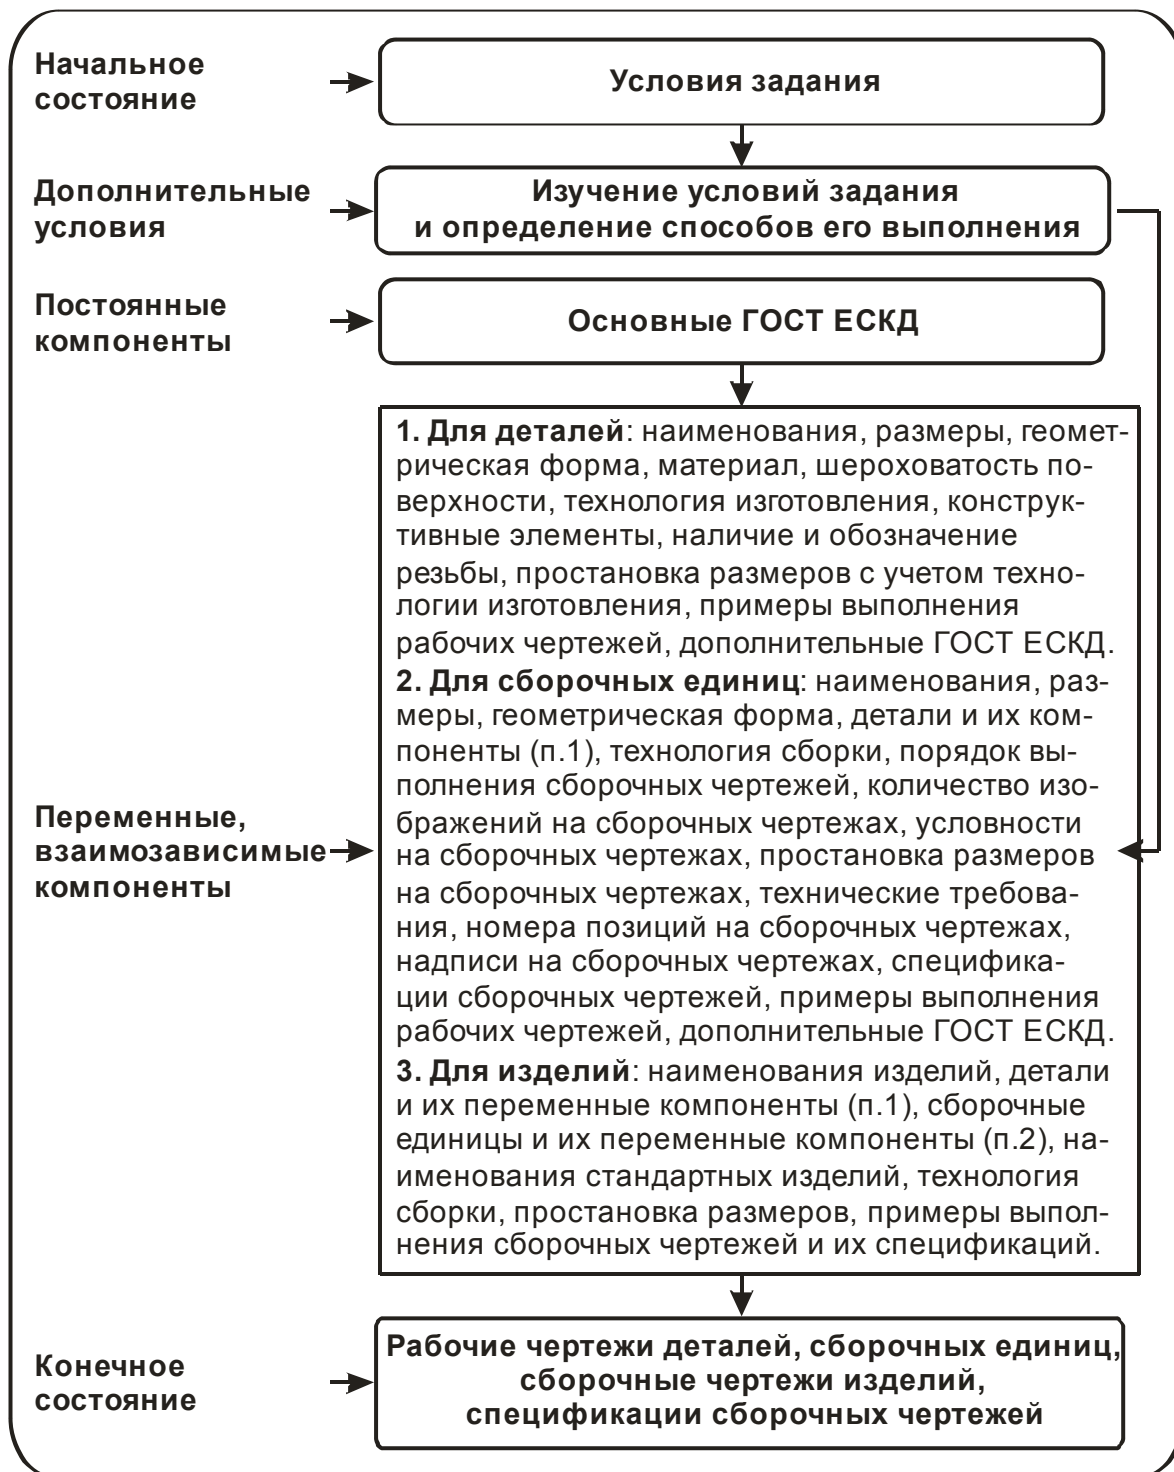 Начальное
состояние
Условия задания
Дополнительные
условия
Изучение условий задания
и определение способов его выполнения
Постоянные
компоненты
Основные ГОСТ ЕСКД
Переменные,
взаимозависимые
компоненты
1. Для деталей: наименования, размеры, геомет-
рическая форма, материал, шероховатость по-
верхности, технология изготовления, конструк-
тивные элементы, наличие и обозначение
резьбы, простановка размеров с учетом техно-
логии изготовления, примеры выполнения
рабочих чертежей, дополнительные ГОСТ ЕСКД.
2. Для сборочных единиц: наименования, раз-
меры, геометрическая форма, детали и их ком-
поненты (п.1), технология сборки, порядок вы-
полнения сборочных чертежей, количество изо-
бражений на сборочных чертежах, условности
на сборочных чертежах, простановка размеров
на сборочных чертежах, технические требова-
ния, номера позиций на сборочных чертежах,
надписи на сборочных чертежах, специфика-
ции сборочных чертежей, примеры выполнения
рабочих чертежей, дополнительные ГОСТ ЕСКД.
3. Для изделий: наименования изделий, детали
и их переменные компоненты (п.1), сборочные
единицы и их переменные компоненты (п.2), на-
именования стандартных изделий, технология
сборки, простановка размеров, примеры выпол-
нения сборочных чертежей и их спецификаций.
Конечное
состояние
Рабочие чертежи деталей, сборочных единиц,
сборочные чертежи изделий,
спецификации сборочных чертежей